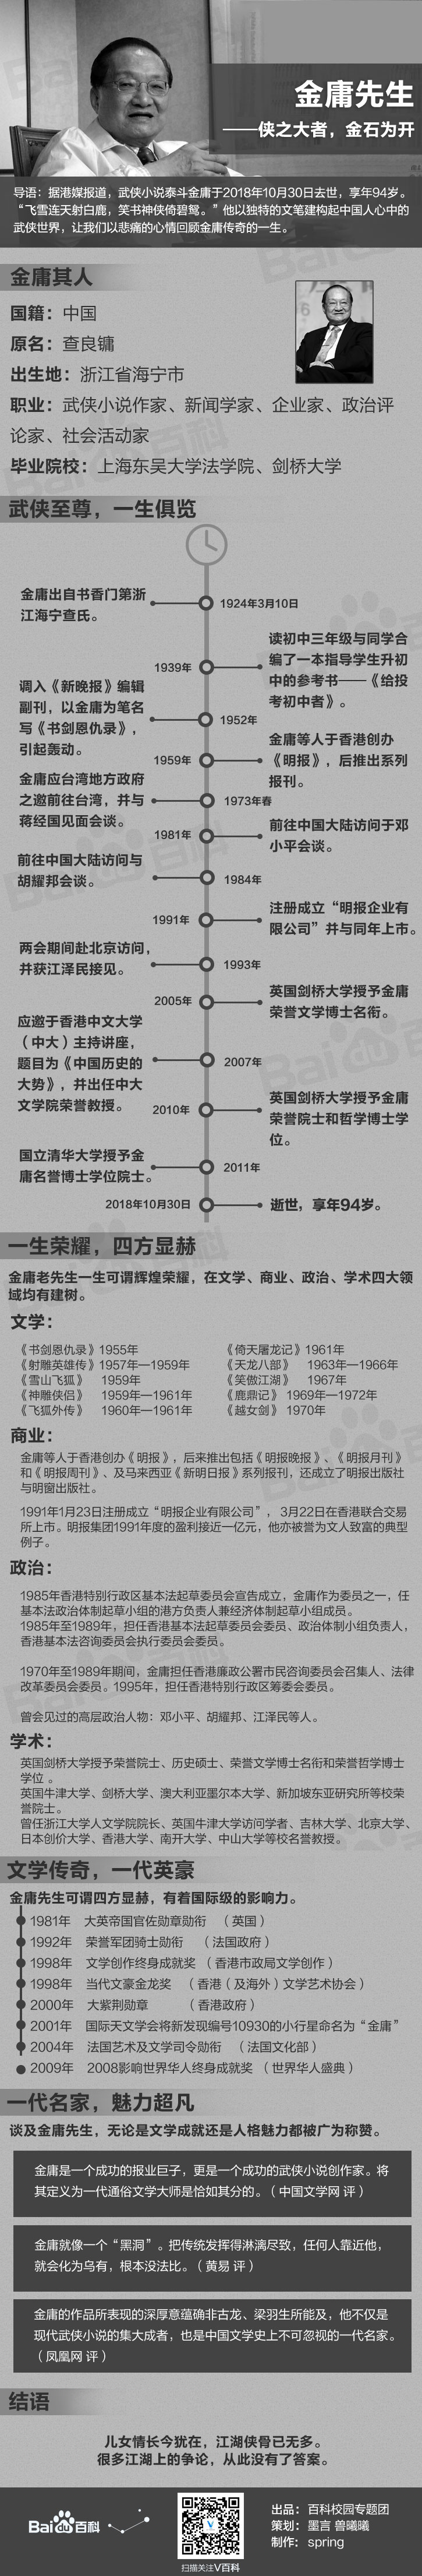 金庸先生
——侠之大者，金石为开
导语：据港媒报道，武侠小说泰斗金庸于2018年10月30日去世，享年94岁。
“飞雪连天射白鹿，笑书神侠倚碧鸳。”他以独特的文笔建构起中国人心中的
武侠世界，让我们以悲痛的心情回顾金庸传奇的一生。
金庸其人
国籍：中国
原名：查良镛
出生地：浙江省海宁市
职业：武侠小说作家、新闻学家、企业家、政治评
论家、社会活动家
毕业院校：上海东吴大学法学院、剑桥大学
武侠至尊，一生俱览
金庸出自书香门第浙
江海宁查氏。
1924年3月10日
1939年
读初中三年级与同学合
编了一本指导学生升初
中的参考书——《给投
考初中者》。
调入《新晚报》编辑
副刊，以金庸为笔名
写《书剑恩仇录》，
引起轰动。
1952年
1959年
金庸等人于香港创办
《明报》，后推出系列
报刊。
金庸应台湾地方政府
之邀前往台湾，并与
蒋经国见面会谈。
1973年春
1981年
前往中国大陆访问于邓
小平会谈。
前往中国大陆访问与
胡耀邦会谈。
1984年
1991年
注册成立“明报企业有
限公司”并与同年上市。
两会期间赴北京访问，
并获江泽民接见。
1993年
2005年
英国剑桥大学授予金庸
荣誉文学博士名衔。
应邀于香港中文大学
（中大）主持讲座，
题目为《中国历史的
大势》，并出任中大
文学院荣誉教授。
2007年
2010年
英国剑桥大学授予金庸
荣誉院士和哲学博士学
位。
国立清华大学授予金
庸名誉博士学位院士。
2011年
2018年10月30日
逝世，享年94岁。
一生荣耀，四方显赫
金庸老先生一生可谓辉煌荣耀，在文学、商业、政治、学术四大领
域均有建树。
文学：
《书剑恩仇录》1955年
《倚天屠龙记》1961年
《射雕英雄传》1957年—1959年
《天龙八部》 1963年—1966年
《雪山飞狐》 1959年
《笑傲江湖》 1967年
《神雕侠侣》 1959年—1961年
《鹿鼎记》 1969年—1972年
《飞狐外传》 1960年—1961年
《越女剑》 1970年
商业：
金庸等人于香港创办《明报》，后来推出包括《明报晚报》、《明报月刊》
和《明报周刊》、及马来西亚《新明日报》系列报刊，还成立了明报出版社
与明窗出版社。
1991年1月23日注册成立“明报企业有限公司”，3月22日在香港联合交易
所上市。明报集团1991年度的盈利接近一亿元，他亦被誉为文人致富的典型
例子。
政治：
1985年香港特别行政区基本法起草委员会宣告成立，金庸作为委员之一，任
基本法政治体制起草小组的港方负责人兼经济体制起草小组成员。
1985年至1989年，担任香港基本法起草委员会委员、政治体制小组负责人，
香港基本法咨询委员会执行委员会委员。
1970年至1989年期间，金庸担任香港廉政公署市民咨询委员会召集人、法律
改革委员会委员。1995年，担任香港特别行政区筹委会委员。
曾会见过的高层政治人物：邓小平、胡耀邦、江泽民等人。
学术：
英国剑桥大学授予荣誉院士、历史硕士、荣誉文学博士名衔和荣誉哲学博士
学位 。
英国牛津大学、剑桥大学、澳大利亚墨尔本大学、新加坡东亚研究所等校荣
誉院士。
曾任浙江大学人文学院院长、英国牛津大学访问学者、吉林大学、北京大学、
日本创价大学、香港大学、南开大学、中山大学等校名誉教授。
文学传奇，一代英豪
金庸先生可谓四方显赫，有着国际级的影响力。
1981年 大英帝国官佐勋章勋衔 （英国）
1992年 荣誉军团骑士勋衔 （法国政府）
1998年 文学创作终身成就奖（香港市政局文学创作）
1998年 当代文豪金龙奖 （香港（及海外）文学艺术协会）
2000年 大紫荆勋章 （香港政府）
2001年 国际天文学会将新发现编号10930的小行星命名为“金庸”
2004年 法国艺术及文学司令勋衔 （法国文化部）
2009年 2008影响世界华人终身成就奖 （世界华人盛典）
一代名家，魅力超凡
谈及金庸先生，无论是文学成就还是人格魅力都被广为称赞。
金庸是一个成功的报业巨子，更是一个成功的武侠小说创作家。将
其定义为一代通俗文学大师是恰如其分的。（中国文学网 评）
金庸就像一个“黑洞”。把传统发挥得淋漓尽致，任何人靠近他，
就会化为乌有，根本没法比。（黄易 评）
金庸的作品所表现的深厚意蕴确非古龙、梁羽生所能及，他不仅是
现代武侠小说的集大成者，也是中国文学史上不可忽视的一代名家。
（凤凰网 评）
结语
儿女情长今犹在，江湖侠骨已无多。
很多江湖上的争论，从此没有了答案。
Baidu百科
扫描关注V百科
出品：百科校园专题团
策划：墨言 兽曦曦
制作：spring